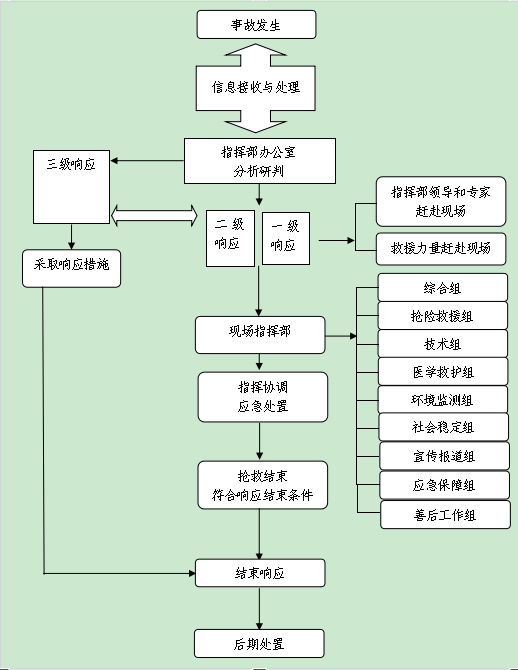 事故发生
信息接收与处理
指挥部办公室
分析研判
三级响应
二级
响应
一级
响应
指挥部领导和专家
赶赴现场
救援力量赶赴现场
采取响应措施
综合组
抢险救援组
技术组
医学救护组
环境监测组
社会稳定组
宣传报道组
应急保障组
善后工作组
现场指挥部
指挥协调
应急处置
抢救结束
符合响应结束条件
结束响应
后期处置